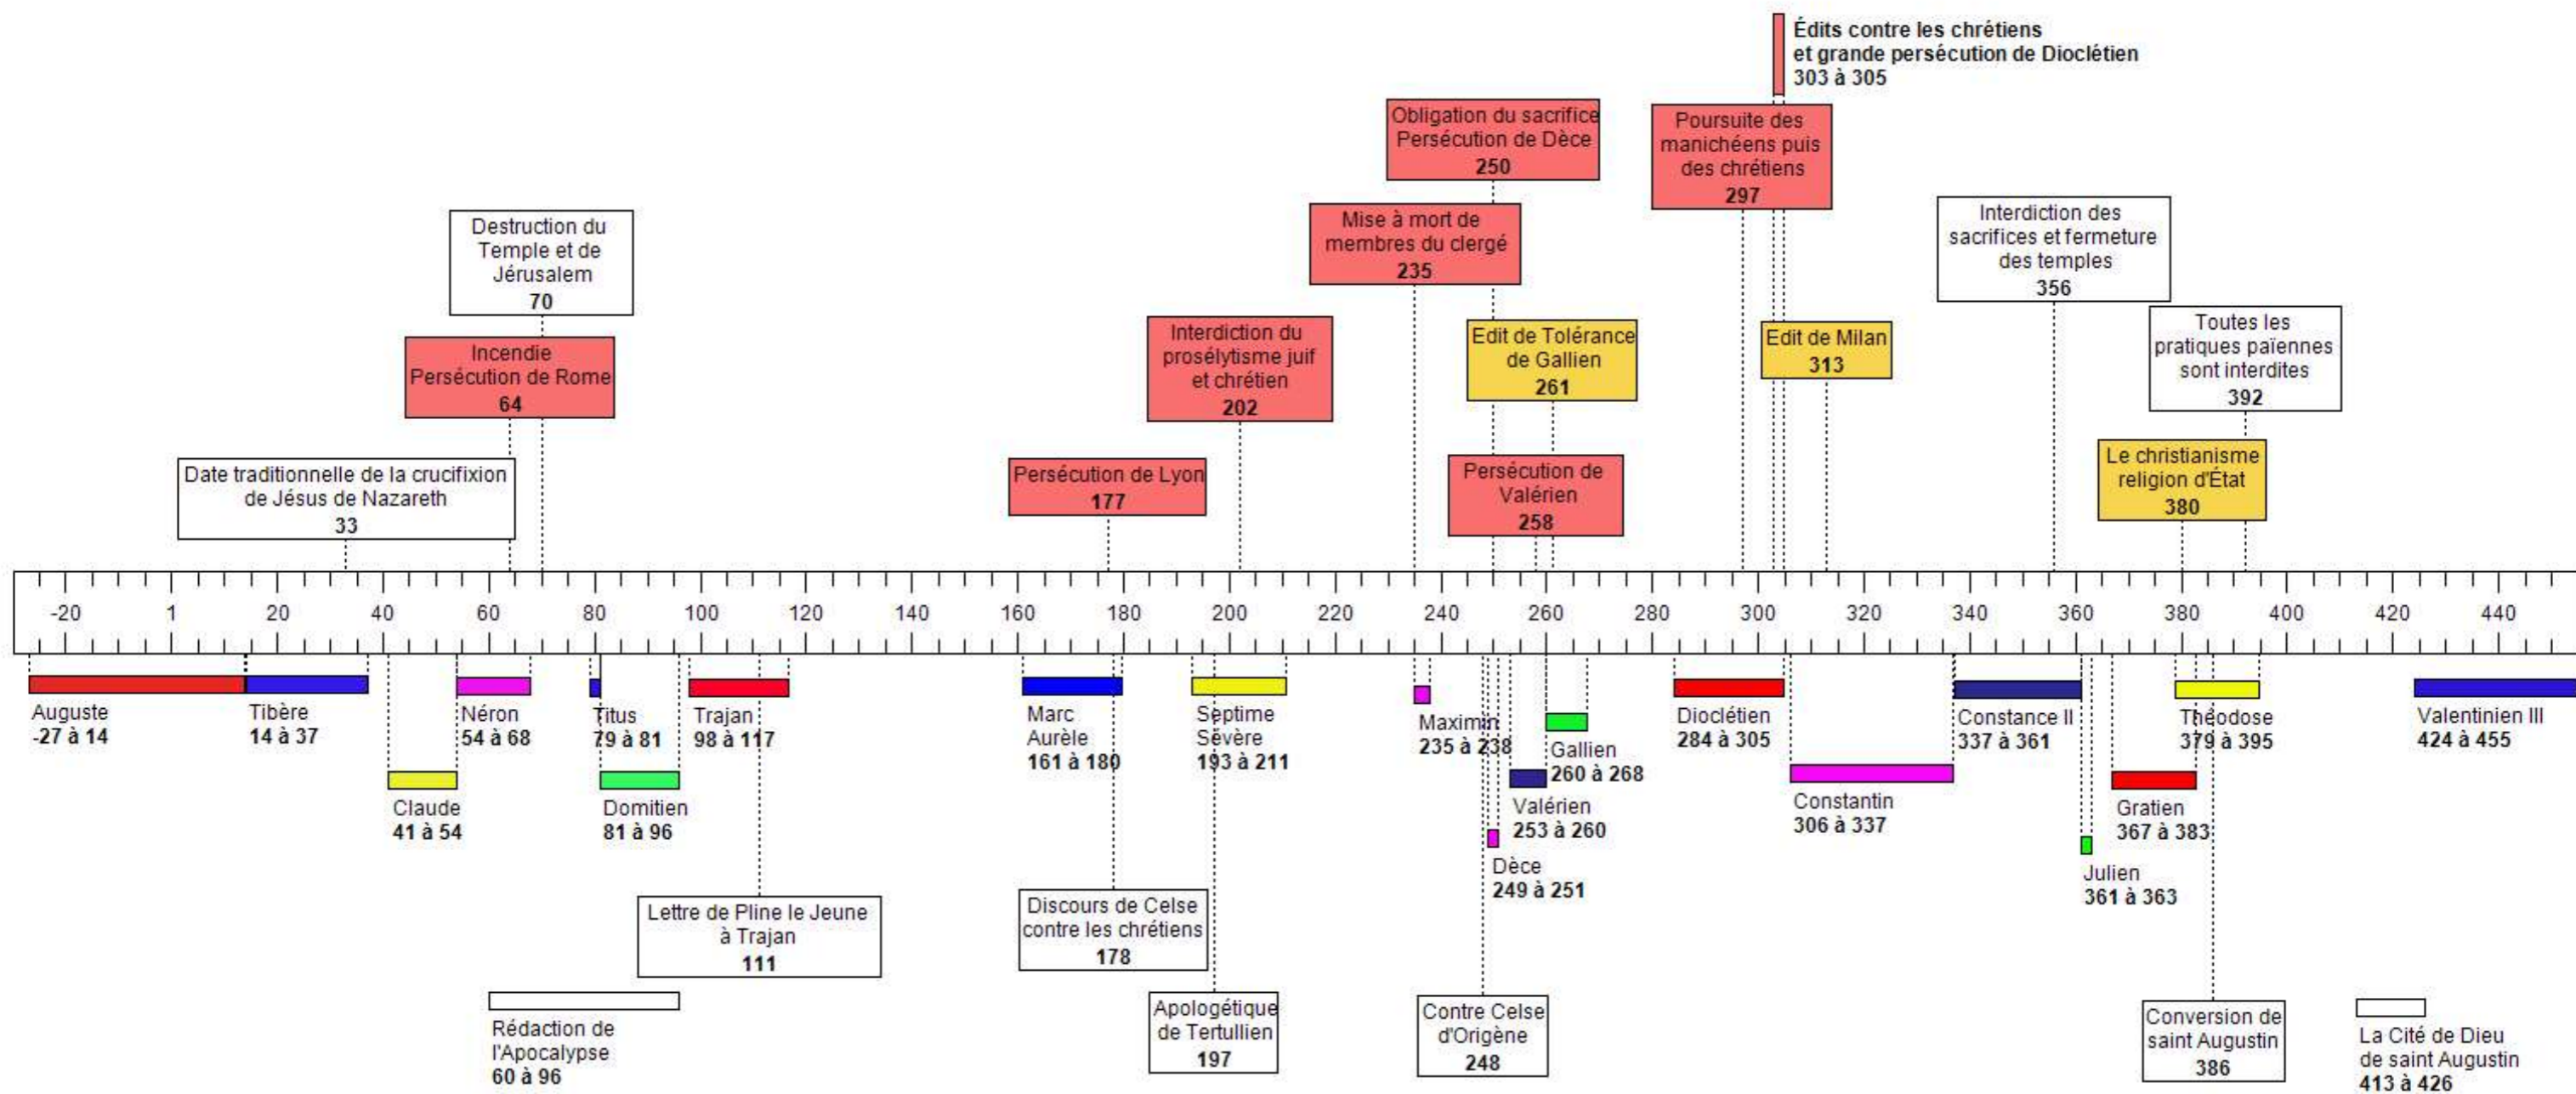 Édits contre les chrétiens
et grande persécution de Dioclétien
303 à 305
Obligation du sacrifice
Persécution de Dèce
250
Poursuite des
manichéens puis
des chrétiens
297
Mise à mort de
membres du clergé
235
Interdiction des
sacrifices et fermeture
des temples
356
Destruction du
Temple et de
Jérusalem
70
Incendie
Persécution de Rome
64
Interdiction du
prosélytisme juif
et chrétien
202
Edit de Tolérance
de Gallien
261
Edit de Milan
313
Toutes les
pratiques païennes
sont interdites
392
Date traditionnelle de la crucifixion
de Jésus de Nazareth
33
Persécution de Lyon
177
Persécution de
Valérien
258
Le christianisme
religion d'État
380
-20 1 20 40 60 80 100 120 140 160 180 200 220 240 260 280 300 320 340 360 380 400 420 440
Auguste
-27 à 14
Tibère
14 à 37
Claude
41 à 54
Néron
54 à 68
Titus
79 à 81
Domitien
81 à 96
Trajan
98 à 117
Marc
Aurèle
161 à 180
Septime
Sévère
193 à 211
Maximin
235 à 238
Dèce
249 à 251
Valérien
253 à 260
Gallien
260 à 268
Dioclétien
284 à 305
Constantin
306 à 337
Constance II
337 à 361
Julien
361 à 363
Gratien
367 à 383
Théodose
379 à 395
Valentinien III
424 à 455
Lettre de Pline le Jeune
à Trajan
111
Discours de Celse
contre les chrétiens
178
Rédaction de
l'Apocalypse
60 à 96
Apologétique
de Tertullien
197
Contre Celse
d'Origène
248
Conversion de
saint Augustin
386
La Cité de Dieu
de saint Augustin
413 à 426